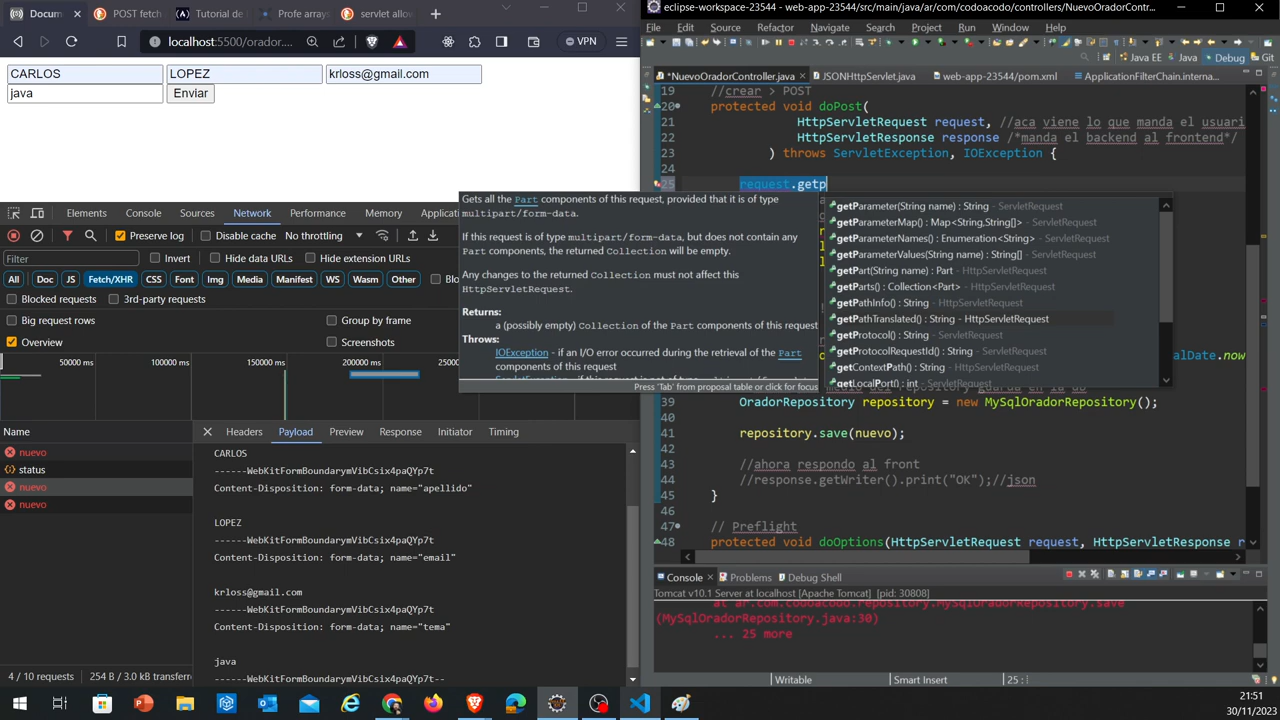 Docum
POST fetch
Tutorial de
Profe arrays
servlet allow
localhost:5500/orador.
VPN
CARLOS
LOPEZ
krloss@gmail.com
java
Enviar
Elements
Console
Network
Performance
Memory
Preserve log
Disable cache
No throttling
Filter
Invert
Hide data URLs
Hide extension URLs
All
Fetch/XHR
Doc
JS
CSS
Font
Img
Media
Manifest
WS
Wasm
Other
Blocked requests
3rd-party requests
Big request rows
Group by frame
Overview
Screenshots
50000 ms
100000 ms
150000 ms
200000 ms
Name
Headers
Payload
Preview
Response
Initiator
Timing
nuevo
status
nuevo
nuevo
CARLOS
------WebKitFormBoundarymVibCsix4paQYp7t
Content-Disposition: form-data; name="apellido"
LOPEZ
------WebKitFormBoundarymVibCsix4paQYp7t
Content-Disposition: form-data; name="email"
krloss@gmail.com
------WebKitFormBoundarymVibCsix4paQYp7t
Content-Disposition: form-data; name="tema"
java
------WebKitFormBoundarymVibCsix4paQYp7t--
4 / 10 requests
254 B / 3.0 kB transferre
eclipse-workspace-23544 - web-app-23544/src/main/java/ar/com/codoacodo/controllers/NuevoOradorContr...
File Edit Source Refactor Navigate Search Project Run Window Help
Java EE
Java
Debug
Git
*NuevoOradorController.java
JSONHttpServlet.java
web-app-23544/pom.xml
ApplicationFilterChain.interna...
19 //crear > POST
20 protected void doPost(
21 HttpServletRequest request, //aca viene lo que manda el usuari
22 HttpServletResponse response /*manda el backend al frontend*/
23 ) throws ServletException, IOException {
24
25 request.getp
Gets all the Part components of this request, provided that it is of type
multipart/form-data.
If this request is of type multipart/form-data, but does not contain any
Part components, the returned Collection will be empty.
Any changes to the returned Collection must not affect this
HttpServletRequest.
Returns:
a (possibly empty) Collection of the Part components of this request
Throws:
IOException - if an I/O error occurred during the retrieval of the Part
components of this request
Press 'Tab' from proposal table or click for focus
getParameter(String name) : String - ServletRequest
getParameterMap() : Map<String,String[]> - ServletRequest
getParameterNames() : Enumeration<String> - ServletRequest
getParameterValues(String name) : String[] - ServletRequest
getPart(String name) : Part - HttpServletRequest
getParts() : Collection<Part> - HttpServletRequest
getPathInfo() : String - HttpServletRequest
getPathTranslated() : String - HttpServletRequest
getProtocol() : String - ServletRequest
getProtocolRequestId() : String - ServletRequest
getContextPath() : String - HttpServletRequest
getLocalPort() : int - ServletRequest
alDate.now
39 OradorRepository repository = new MySqlOradorRepository();
40
41 repository.save(nuevo);
42
43 //ahora respondo al front
44 //response.getWriter().print("OK");//json
45 }
46
47 // Preflight
48 protected void doOptions(HttpServletRequest request, HttpServletResponse r
Console
Problems
Debug Shell
Tomcat v10.1 Server at localhost [Apache Tomcat] [pid: 30808]
at ar.com.codoacodo.repository.MySqlOradorRepository.save
(MySqlOradorRepository.java:30)
... 25 more
Writable
Smart Insert
25 :
21:51
30/11/2023